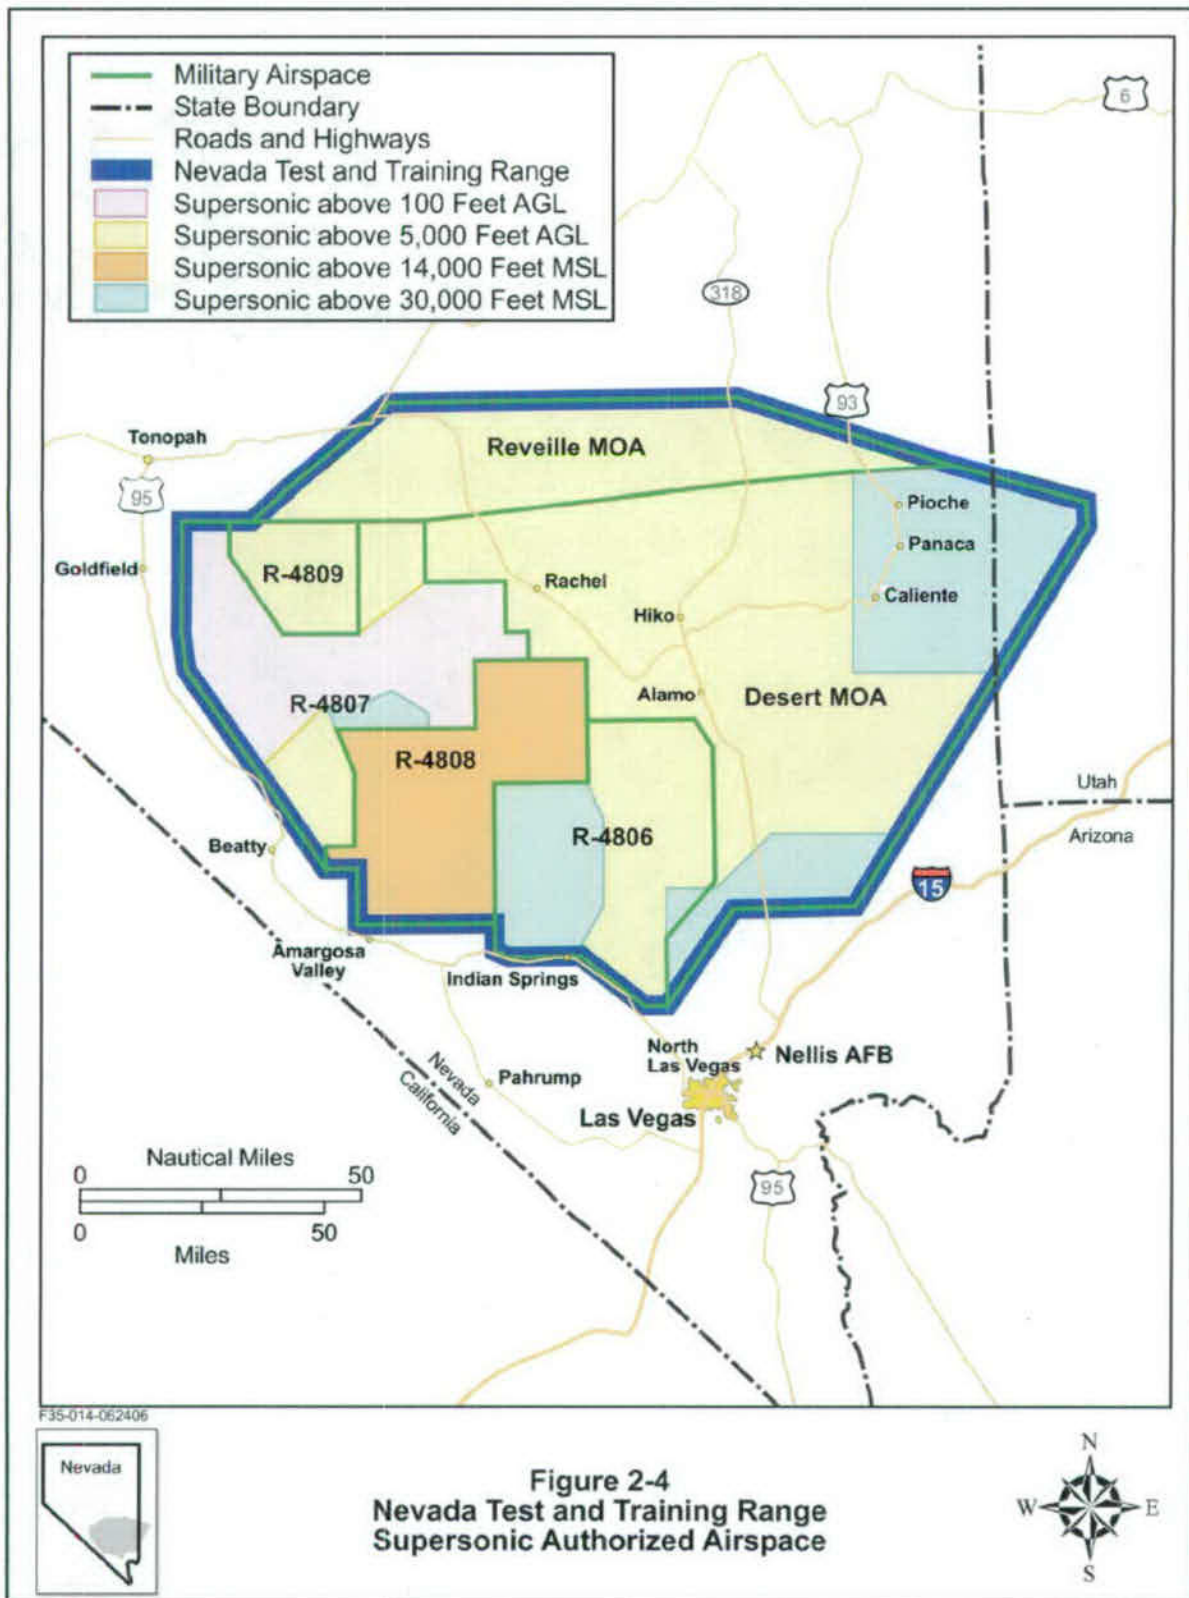 Military Airspace
State Boundary
Roads and Highways
Nevada Test and Training Range
Supersonic above 100 Feet AGL
Supersonic above 5,000 Feet AGL
Supersonic above 14,000 Feet MSL
Supersonic above 30,000 Feet MSL
6
318
93
Tonopah
Reveille MOA
95
Pioche
Panaca
Goldfield
R-4809
Rachel
Caliente
Hiko
R-4807
Alamo
Desert MOA
R-4808
Utah
Beatty
R-4806
Arizona
15
Amargosa
Valley
Indian Springs
North
Las Vegas
Nellis AFB
Nevada
California
Pahrump
Las Vegas
Nautical Miles
0 50
95
0 50
Miles
F35-014-062406
Nevada
Figure 2-4
Nevada Test and Training Range
Supersonic Authorized Airspace
N
W E
S